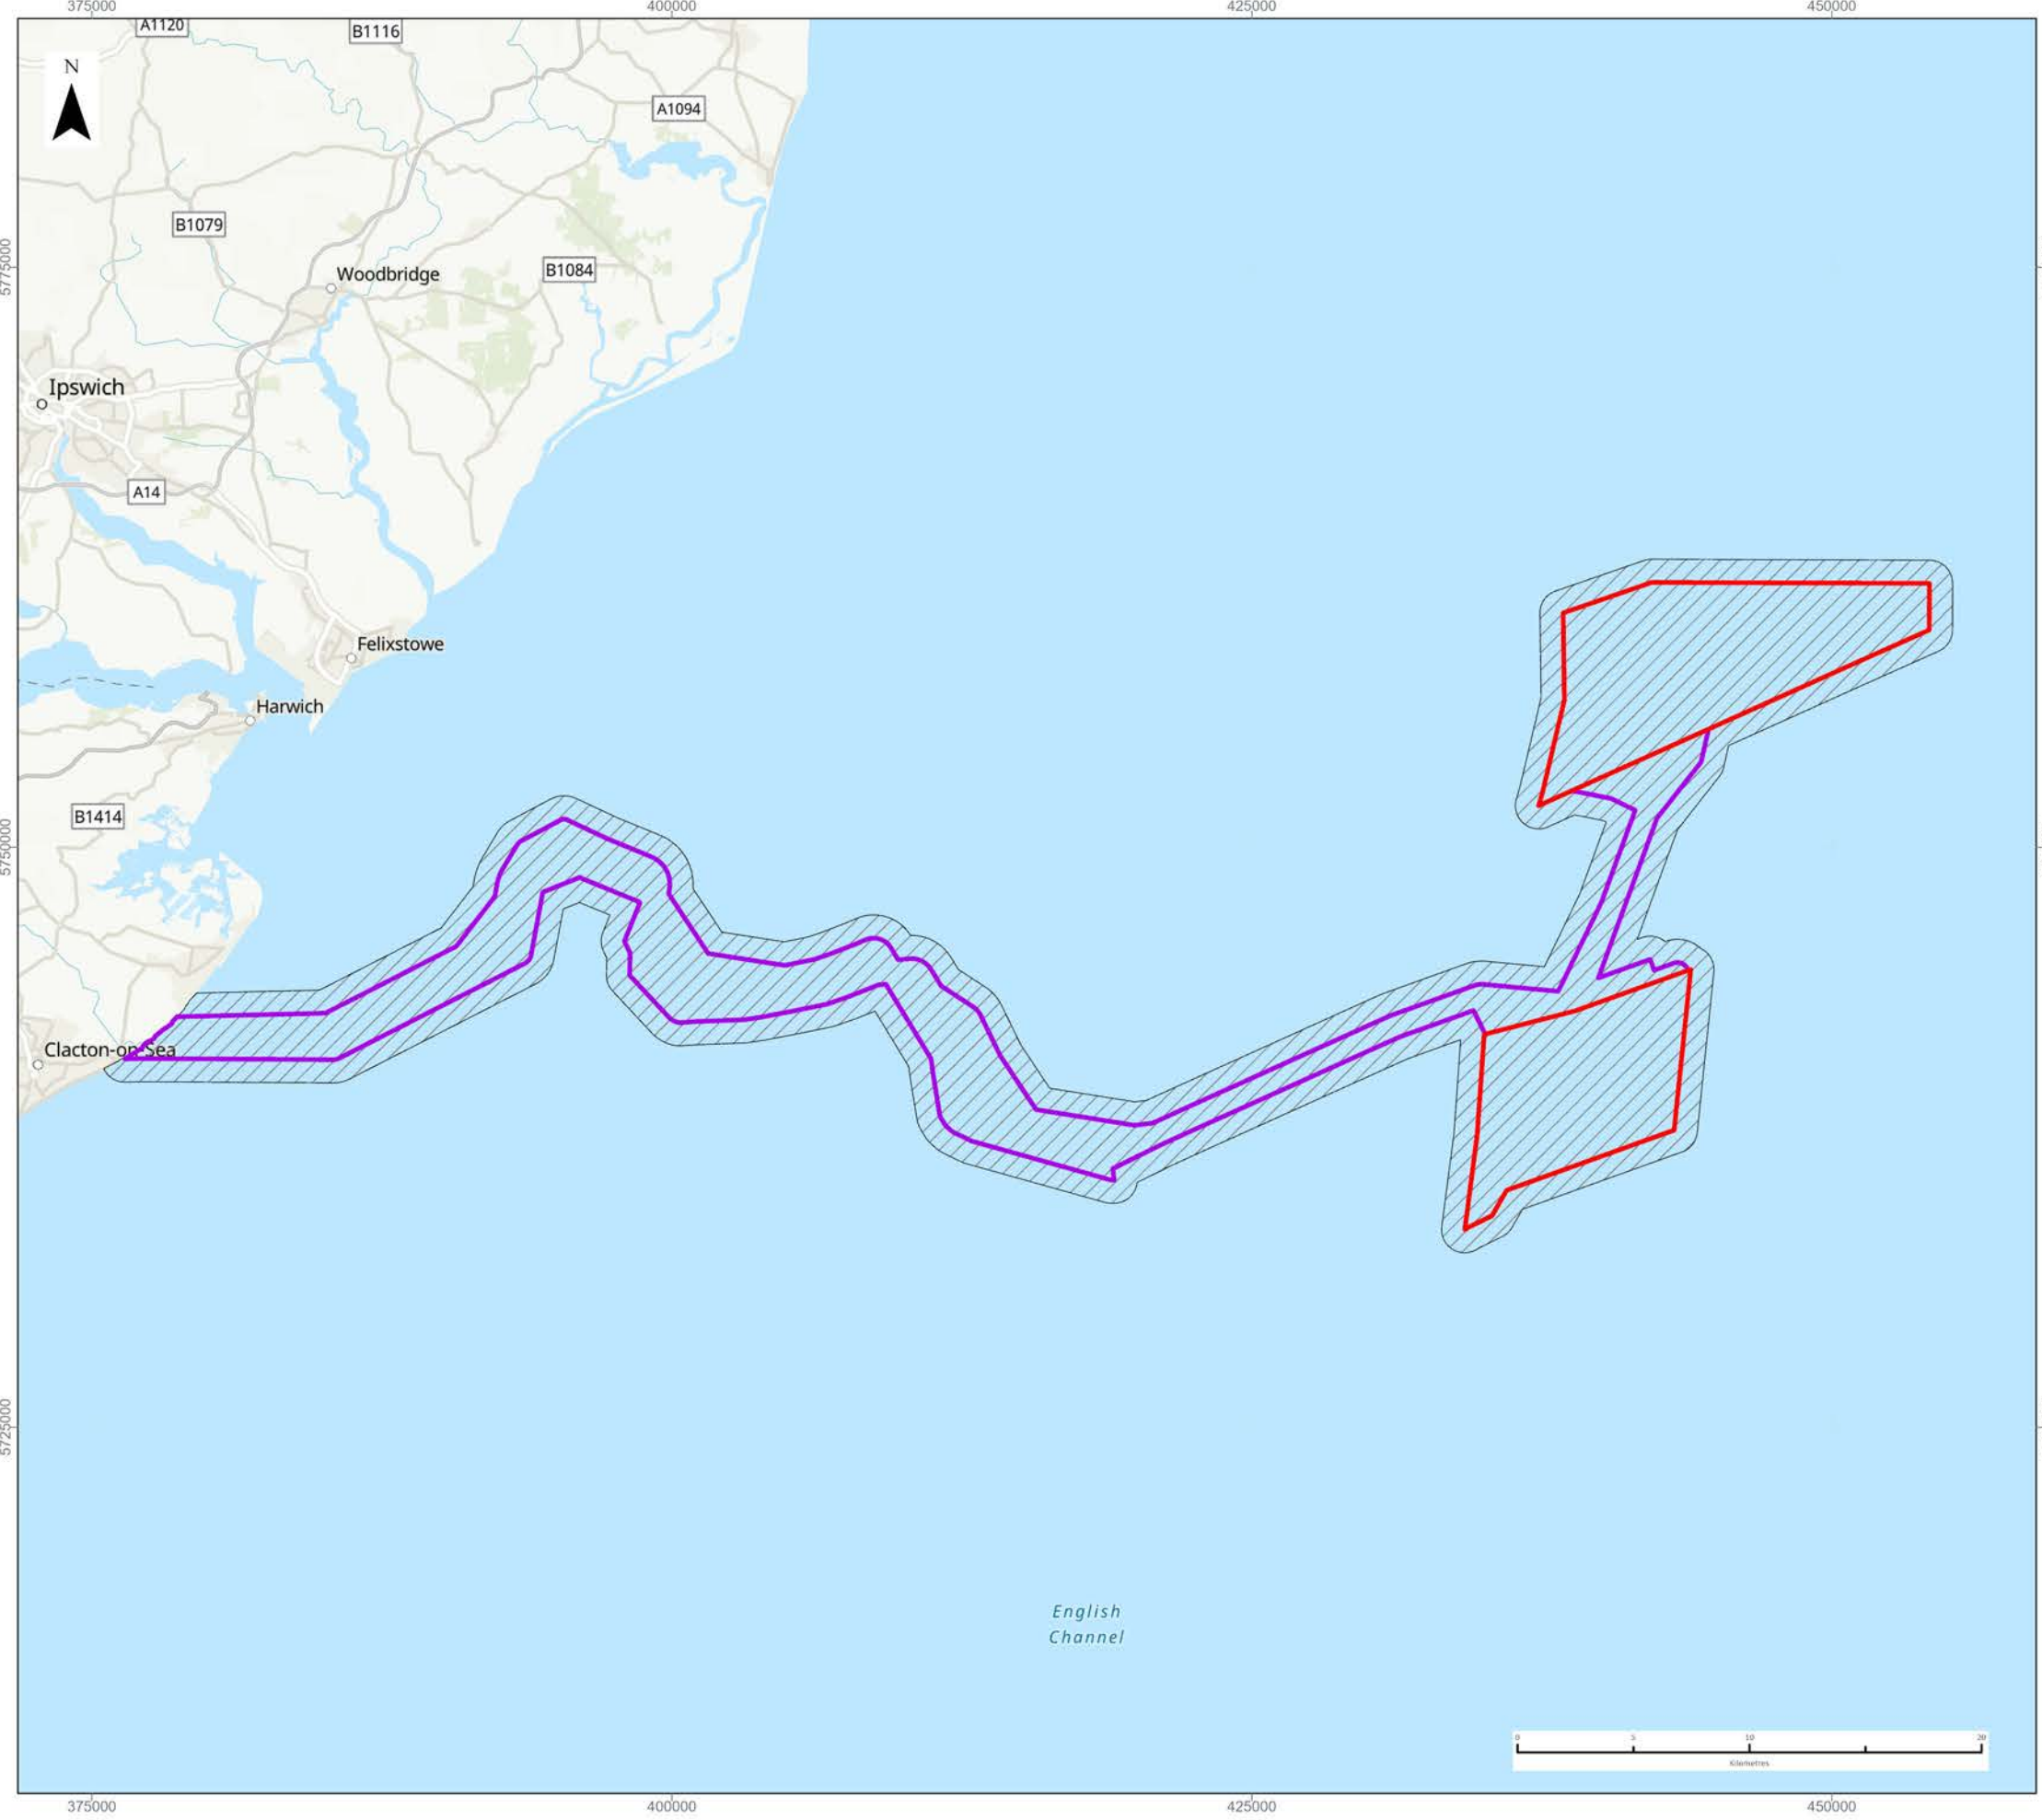 375000 400000 425000 450000
A1120
B1116
N
A1094
B1079
5775000
Woodbridge
B1084
Ipswich
A14
Felixstowe
Harwich
B1414
5750000
Clacton-on-Sea
5725000
English
Channel
0 5 10 20
Kilometres
375000 400000 425000 450000